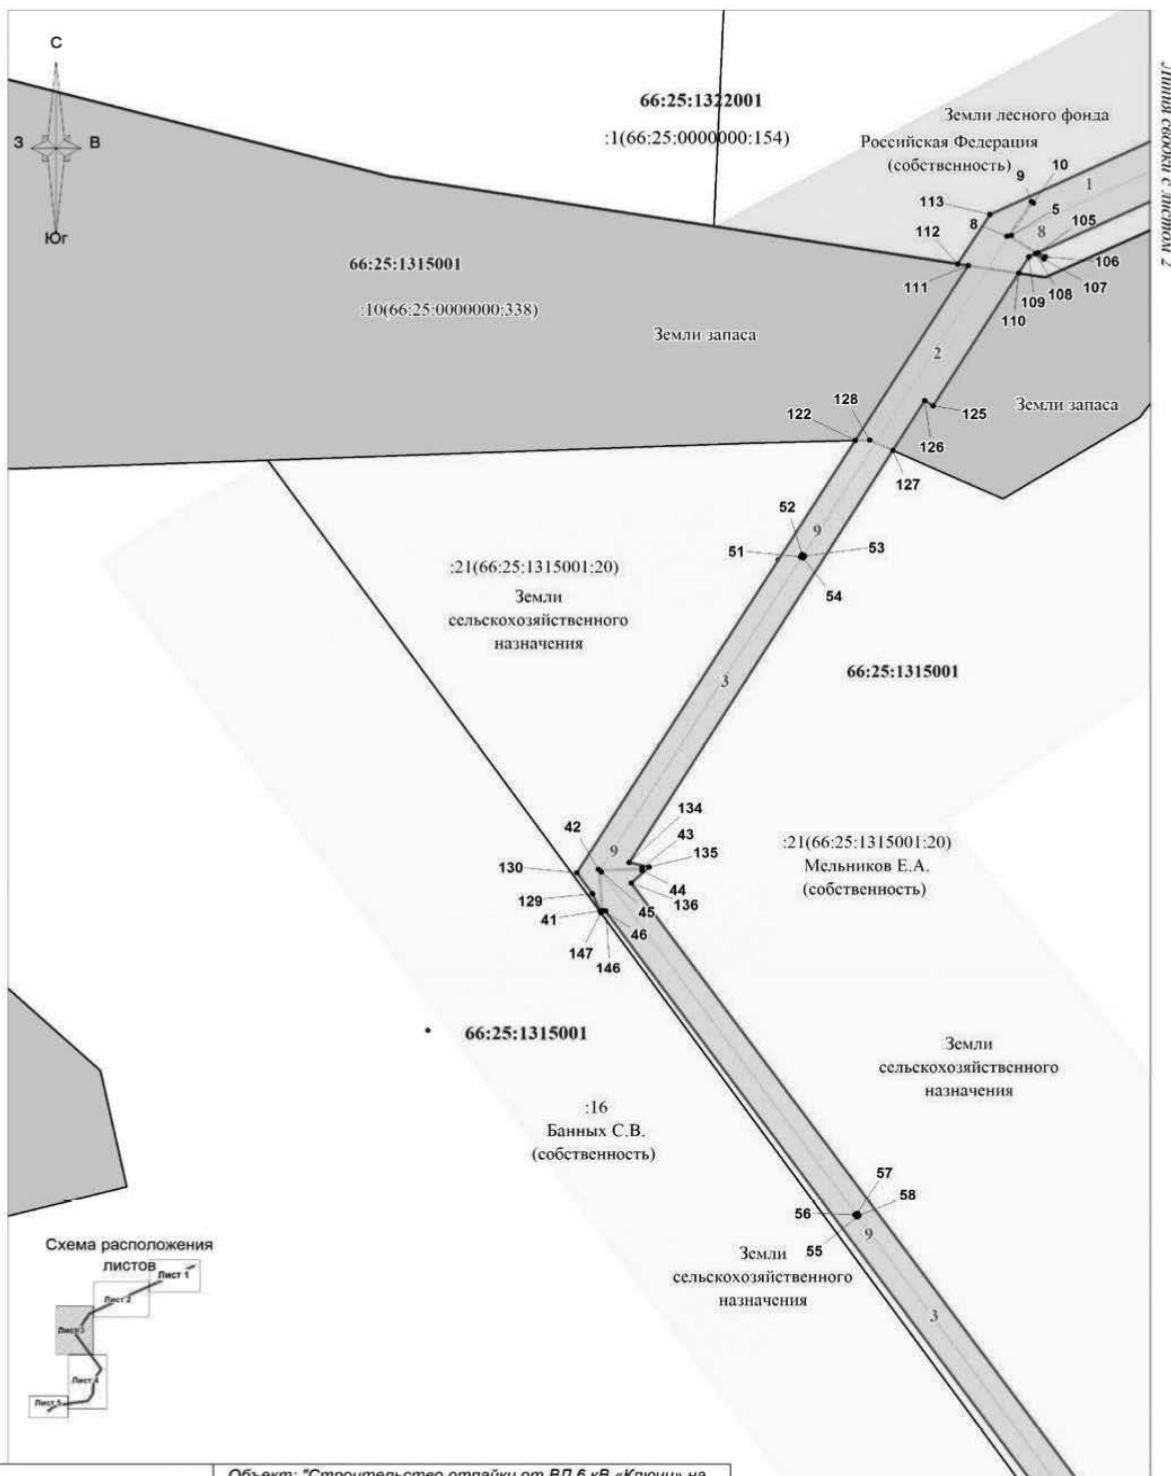 С
З
В
Юг
66:25:1322001
:1(66:25:0000000:154)
Земли лесного фонда
Российская Федерация
(собственность)
Линия сводки с листом 2
10
9
1
113
5
8
8
105
112
106
111
107
108
109
110
66:25:1315001
:10(66:25:0000000:338)
Земли запаса
2
128
122
125
Земли запаса
126
127
52
9
51
53
54
:21(66:25:1315001:20)
Земли
сельскохозяйственного
назначения
66:25:1315001
3
134
42
43
9
135
130
44
129
136
45
41
46
147
146
:21(66:25:1315001:20)
Мельников Е.А.
(собственность)
66:25:1315001
Земли
сельскохозяйственного
назначения
:16
Банных С.В.
(собственность)
57
58
56
9
55
Земли
сельскохозяйственного
назначения
3
Схема расположения
листов
Лист 1
Лист 2
Лист 3
Лист 4
Лист 5
Объект: "Строительство отпайки от ВЛ 6 кВ «Ключи» на